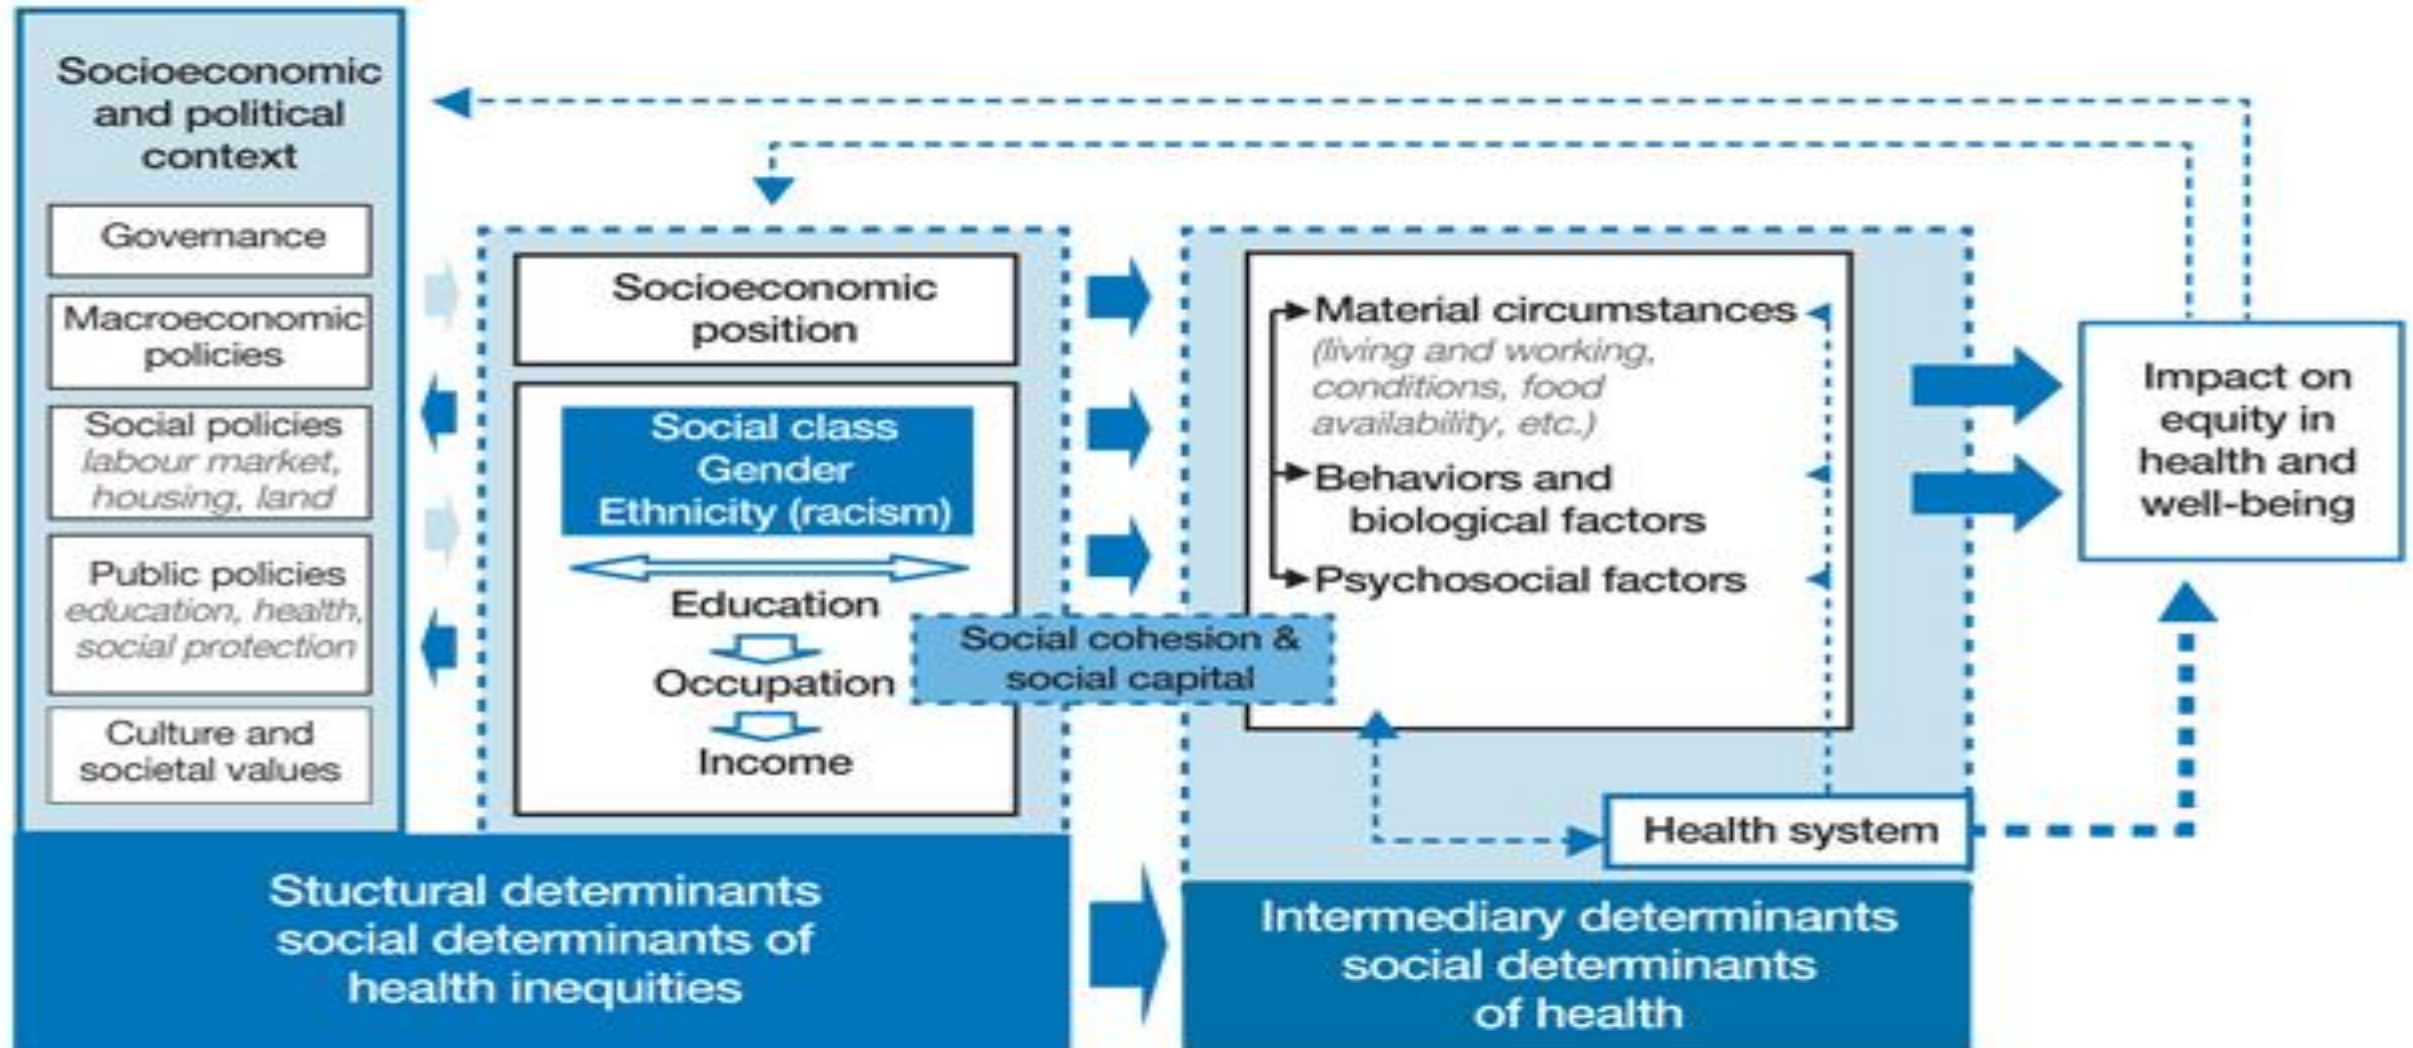 Socioeconomic
and political
context
Governance
Macroeconomic
policies
Social policies
labour market,
housing, land
Public policies
education, health,
social protection
Culture and
societal values
Socioeconomic
position
Social class
Gender
Ethnicity (racism)
Education
Occupation
Income
Social cohesion &
social capital
Material circumstances
(living and working,
conditions, food
availability, etc.)
Behaviors and
biological factors
Psychosocial factors
Health system
Impact on
equity in
health and
well-being
Stuctural determinants
social determinants of
health inequities
Intermediary determinants
social determinants
of health